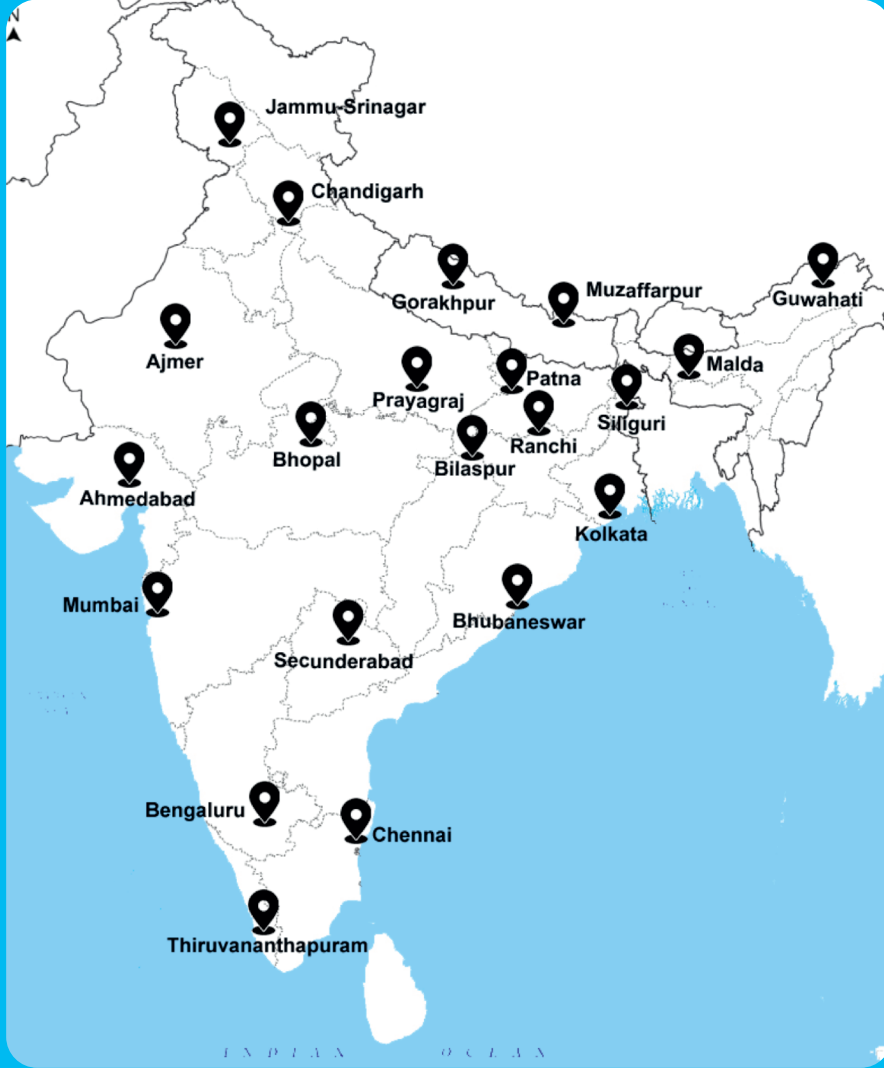 N
Jammu-Srinagar
Chandigarh
Gorakhpur
Muzaffarpur
Guwahati
Ajmer
Malda
Prayagraj
Patna
Siliguri
Ranchi
Bhopal
Bilaspur
Ahmedabad
Kolkata
Mumbai
Bhubaneswar
Secunderabad
Bengaluru
Chennai
Thiruvananthapuram
INDIAN OCEAN